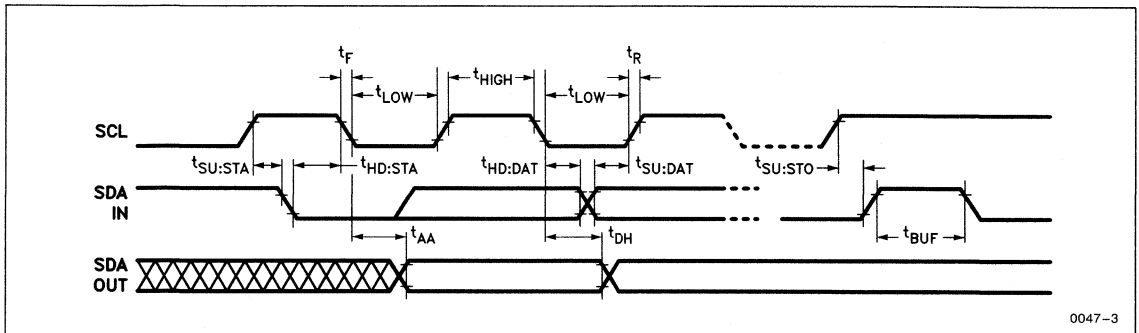 tF tR
tLOW tHIGH tLOW
SCL
tSU:STA tHD:STA tHD:DAT tSU:DAT tSU:STO
SDA
IN
tAA tDH tBUF
SDA
OUT
0047-3